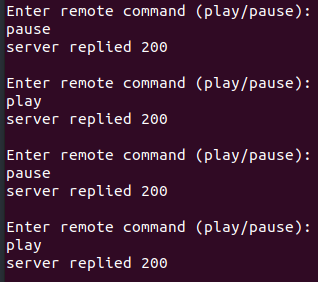 Enter remote command (play/pause):
pause
server replied 200
Enter remote command (play/pause):
play
server replied 200
Enter remote command (play/pause):
pause
server replied 200
Enter remote command (play/pause):
play
server replied 200